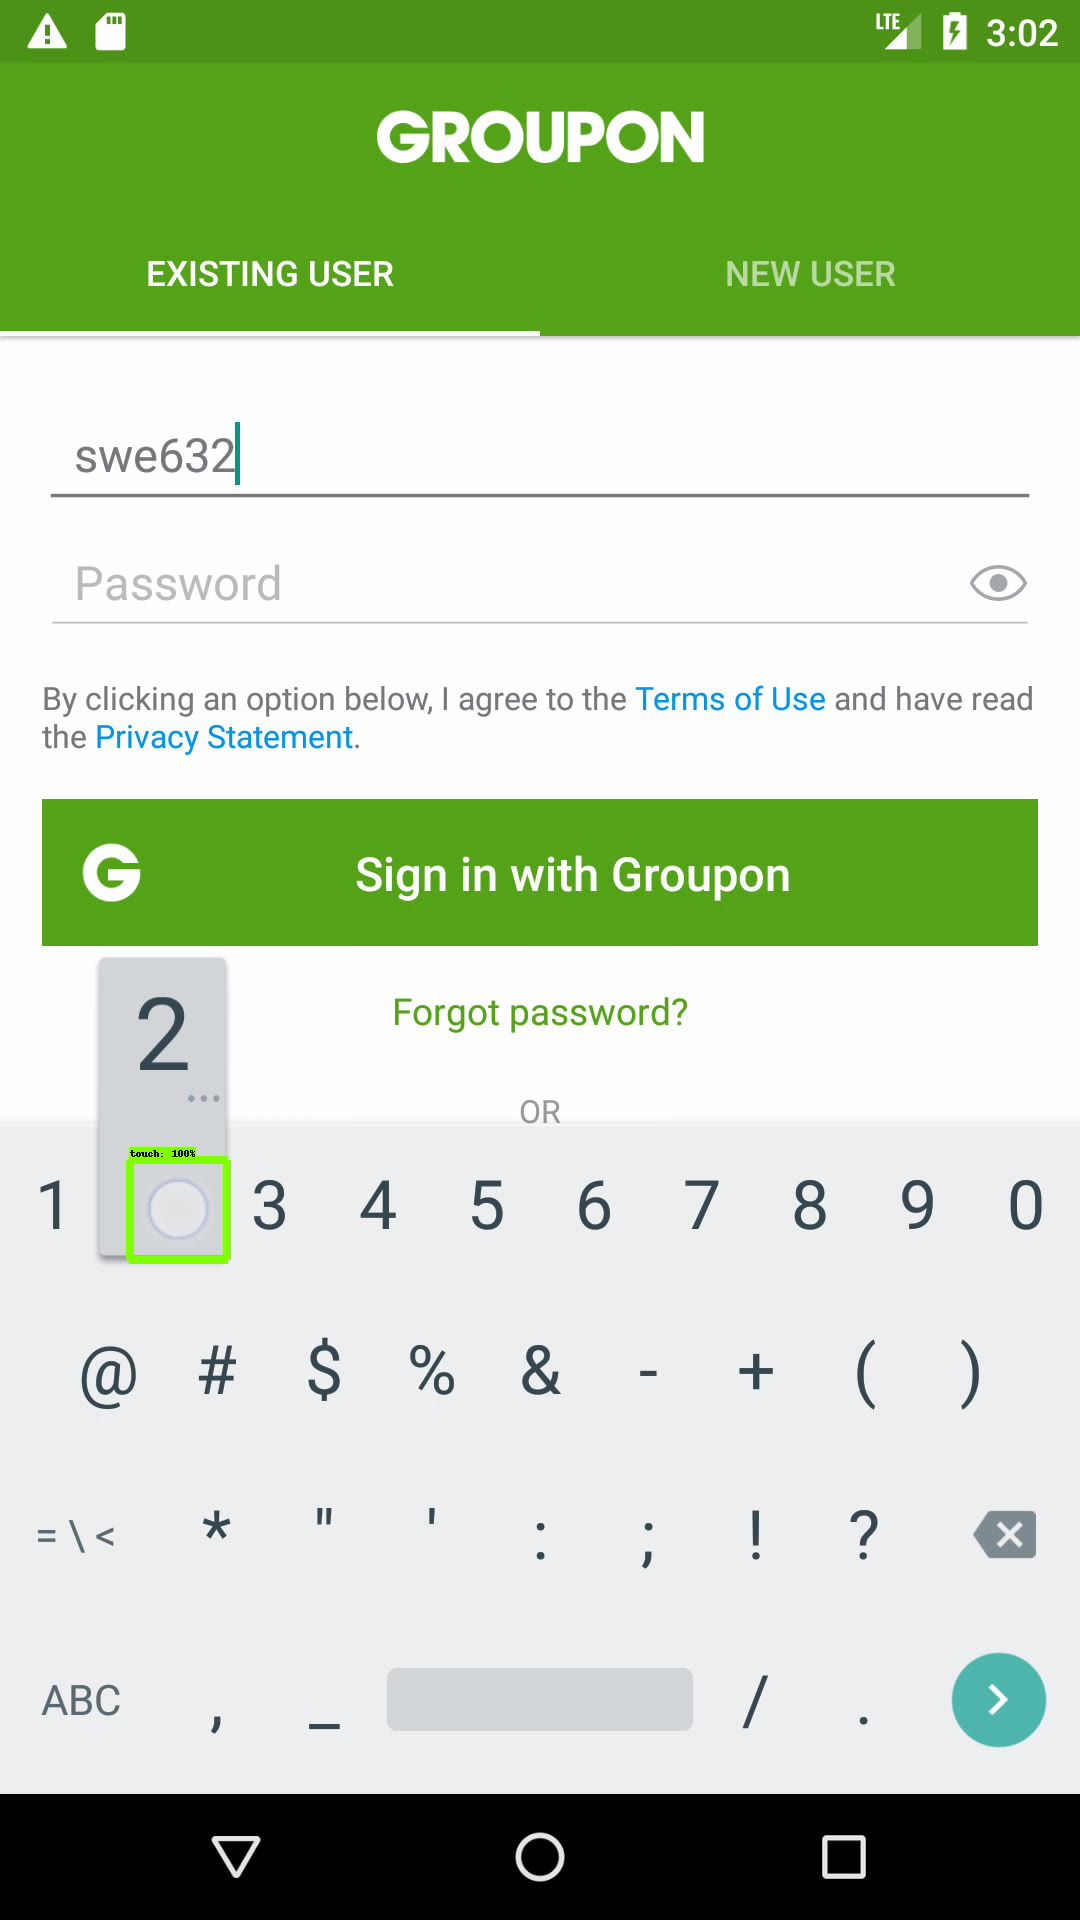 LTE 3:02
GROUPON
EXISTING USER NEW USER
swe632
Password
By clicking an option below, I agree to the Terms of Use and have read
the Privacy Statement.
G Sign in with Groupon
2
Forgot password?
...
OR
touch: 100%
1 3 4 5 6 7 8 9 0
@ # $ % & - + ( )
= \ < * " ' : ; ! ?
ABC , _ / .